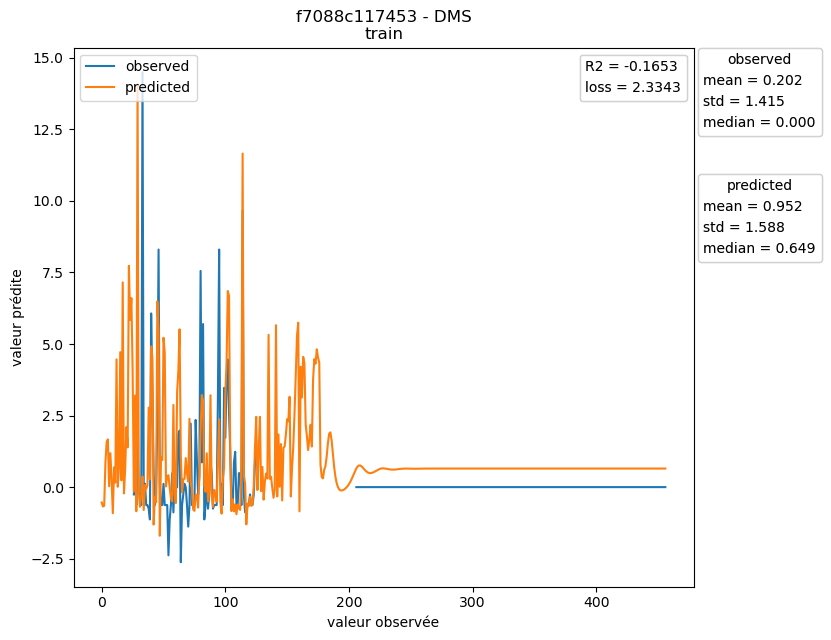 f7088c117453 - DMS
train
observed
predicted
R2 = -0.1653
loss = 2.3343
observed
mean = 0.202
std = 1.415
median = 0.000
predicted
mean = 0.952
std = 1.588
median = 0.649
15.0
12.5
10.0
7.5
5.0
2.5
0.0
−2.5
valeur prédite
0
100
200
300
400
valeur observée